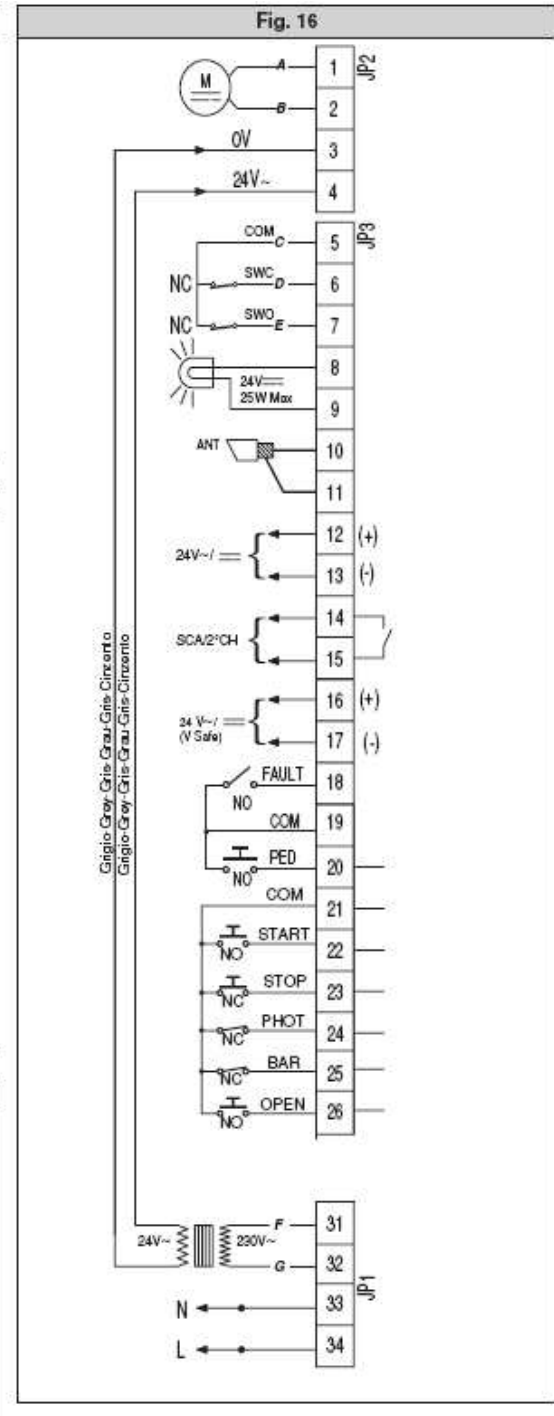 Fig. 16
M
A
1
JP2
B
2
0V
3
24V~
4
COM
C
5
JP3
NC
SWC
D
6
NC
SWO
E
7
8
24V
25W Max
9
ANT
10
11
12 (+)
24V~/
13 (-)
14
SCA/2°CH
15
16 (+)
24 V~/
(V Safe)
17 (-)
FAULT
18
NO
COM
19
PED
20
NO
COM
21
START
22
NO
STOP
23
NC
PHOT
24
NC
BAR
25
NC
OPEN
26
NO
Grigio-Grey-Gris-Grau-Gris-Cinzento
Grigio-Grey-Gris-Grau-Gris-Cinzento
24V~
230V~
F
31
G
32
JP1
N
33
L
34